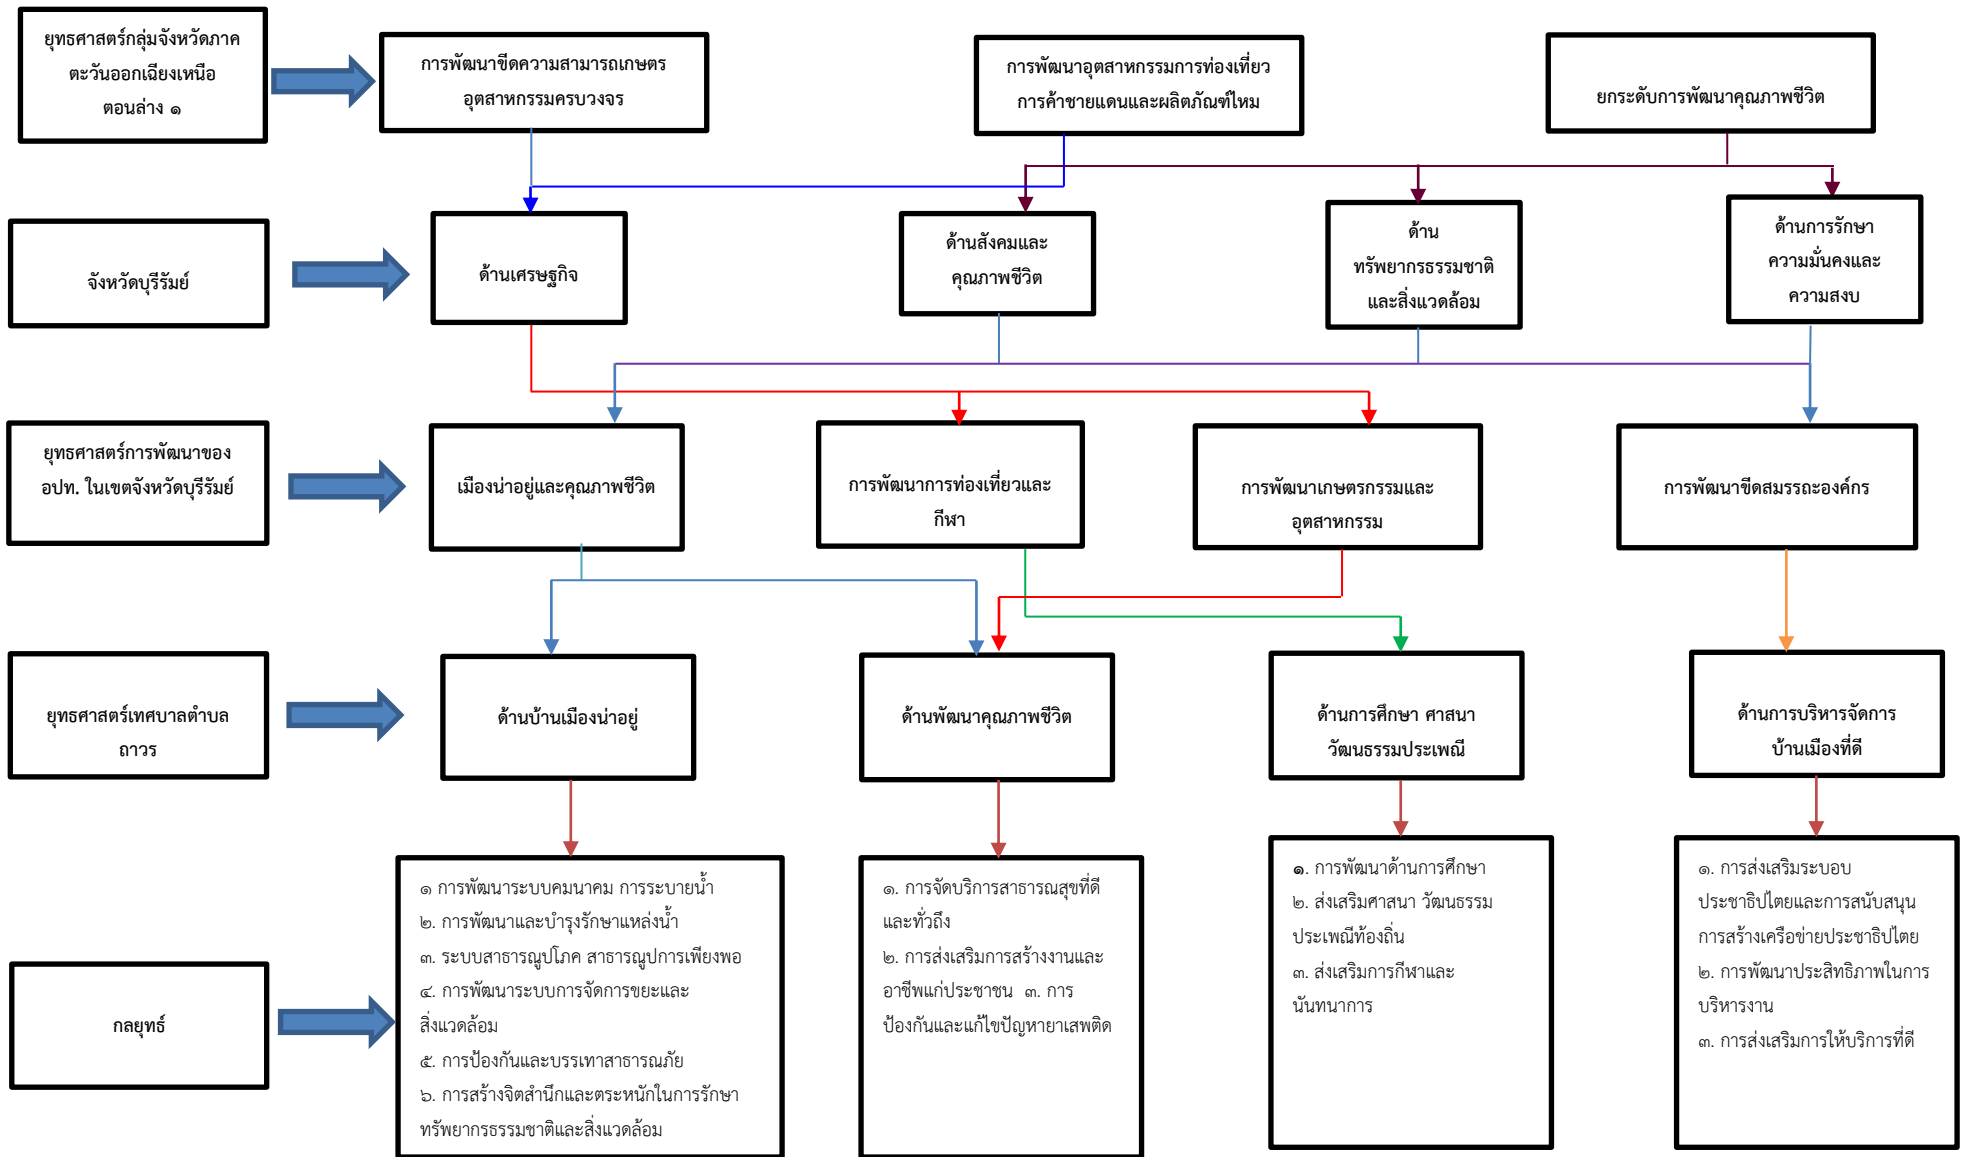 ยุทธศาสตร์กลุ่มจังหวัดภาค
ตะวันออกเฉียงเหนือ
ตอนล่าง ๑
การพัฒนาขีดความสามารถเกษตร
อุตสาหกรรมครบวงจร
การพัฒนาอุตสาหกรรมการท่องเที่ยว
การค้าชายแดนและผลิตภัณฑ์ไหม
ยกระดับการพัฒนาคุณภาพชีวิต
จังหวัดบุรีรัมย์
ด้านเศรษฐกิจ
ด้านสังคมและ
คุณภาพชีวิต
ด้าน
ทรัพยากรธรรมชาติ
และสิ่งแวดล้อม
ด้านการรักษา
ความมั่นคงและ
ความสงบ
ยุทธศาสตร์การพัฒนาของ
อปท. ในเขตจังหวัดบุรีรัมย์
เมืองน่าอยู่และคุณภาพชีวิต
การพัฒนาการท่องเที่ยวและ
กีฬา
การพัฒนาเกษตรกรรมและ
อุตสาหกรรม
การพัฒนาขีดสมรรถะองค์กร
ยุทธศาสตร์เทศบาลตำบล
ถาวร
ด้านบ้านเมืองน่าอยู่
ด้านพัฒนาคุณภาพชีวิต
ด้านการศึกษา ศาสนา
วัฒนธรรมประเพณี
ด้านการบริหารจัดการ
บ้านเมืองที่ดี
กลยุทธ์
๑ การพัฒนาระบบคมนาคม การระบายน้ำ
๒. การพัฒนาและบำรุงรักษาแหล่งน้ำ
๓. ระบบสาธารณูปโภค สาธารณูปการเพียงพอ
๔. การพัฒนาระบบการจัดการขยะและ
สิ่งแวดล้อม
๕. การป้องกันและบรรเทาสาธารณภัย
๖. การสร้างจิตสำนึกและตระหนักในการรักษา
ทรัพยากรธรรมชาติและสิ่งแวดล้อม
๑. การจัดบริการสาธารณสุขที่ดี
และทั่วถึง
๒. การส่งเสริมการสร้างงานและ
อาชีพแก่ประชาชน ๓. การ
ป้องกันและแก้ไขปัญหายาเสพติด
๑. การพัฒนาด้านการศึกษา
๒. ส่งเสริมศาสนา วัฒนธรรม
ประเพณีท้องถิ่น
๓. ส่งเสริมการกีฬาและ
นันทนาการ
๑. การส่งเสริมระบอบ
ประชาธิปไตยและการสนับสนุน
การสร้างเครือข่ายประชาธิปไตย
๒. การพัฒนาประสิทธิภาพในการ
บริหารงาน
๓. การส่งเสริมการให้บริการที่ดี